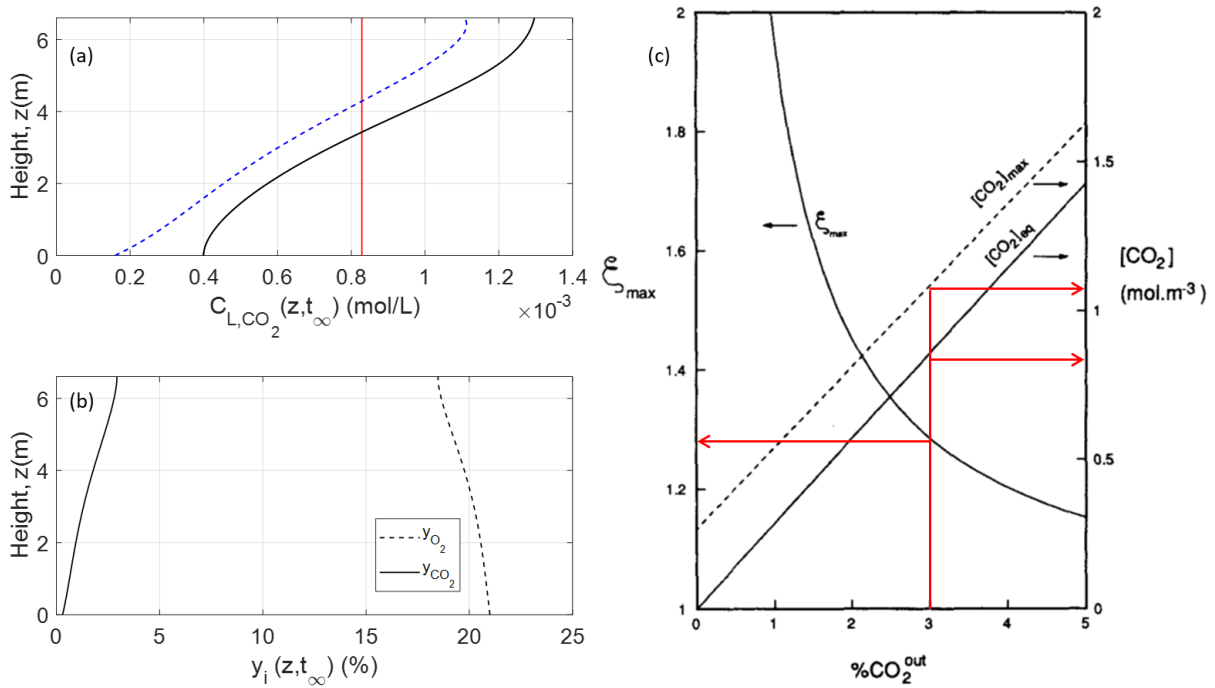 (a)
6
4
2
0
Height, z(m)
0 0.2 0.4 0.6 0.8 1 1.2 1.4
C_L,CO2 (z,t∞) (mol/L)
×10^-3
(b)
6
4
2
0
Height, z(m)
y_O2
y_CO2
0 5 10 15 20 25
y_i (z,t∞) (%)
(c)
2
1.8
1.6
1.4
1.2
1
ξ max
[CO2]max
[CO2]eq
ξ max
2
1.5
1
0.5
0
[CO2]
(mol.m-3)
0 1 2 3 4 5
%CO2^out